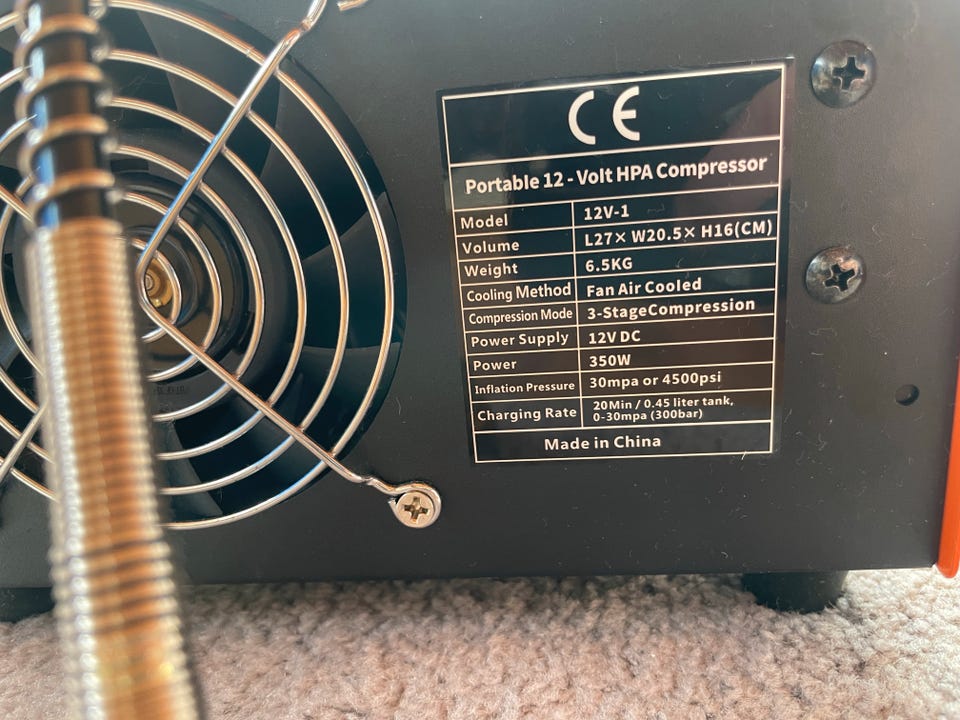 CE
Portable 12 - Volt HPA Compressor
Model 12V-1
Volume L27× W20.5× H16(CM)
Weight 6.5KG
Cooling Method Fan Air Cooled
Compression Mode 3-StageCompression
Power Supply 12V DC
Power 350W
Inflation Pressure 30mpa or 4500psi
Charging Rate 20Min / 0.45 liter tank,
0-30mpa (300bar)
Made in China